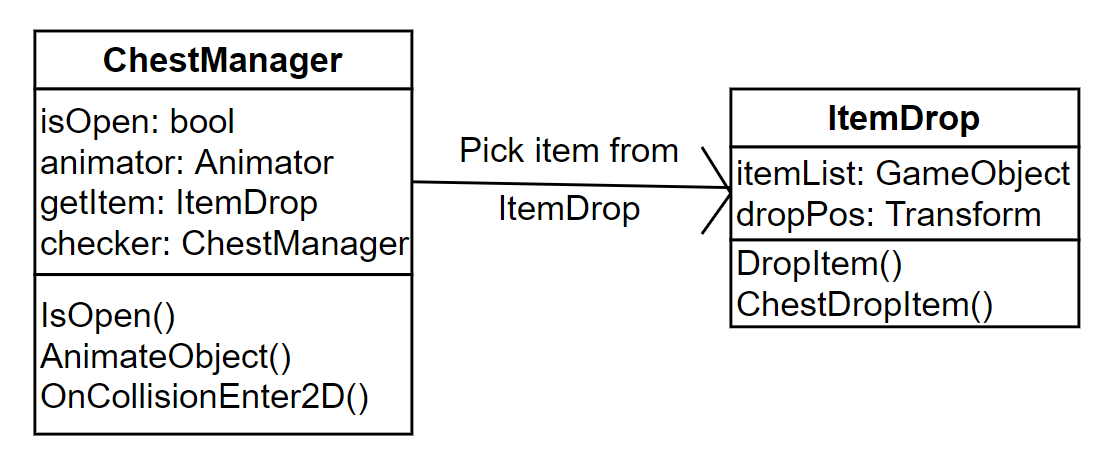 ChestManager
isOpen: bool
animator: Animator
getItem: ItemDrop
checker: ChestManager
IsOpen()
AnimateObject()
OnCollisionEnter2D()
Pick item from
ItemDrop
ItemDrop
itemList: GameObject
dropPos: Transform
DropItem()
ChestDropItem()